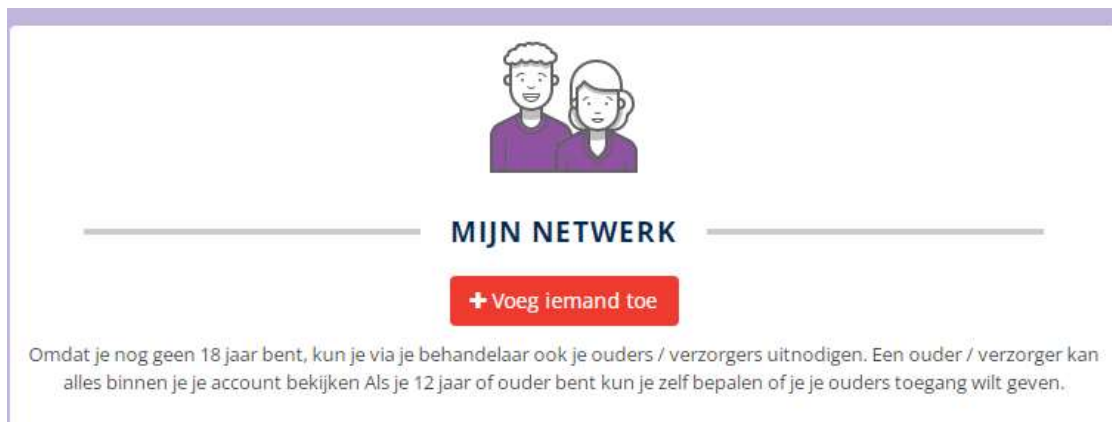 MIJN NETWERK
+ Voeg iemand toe
Omdat je nog geen 18 jaar bent, kun je via je behandelaar ook je ouders / verzorgers uitnodigen. Een ouder / verzorger kan
alles binnen je je account bekijken Als je 12 jaar of ouder bent kun je zelf bepalen of je je ouders toegang wilt geven.